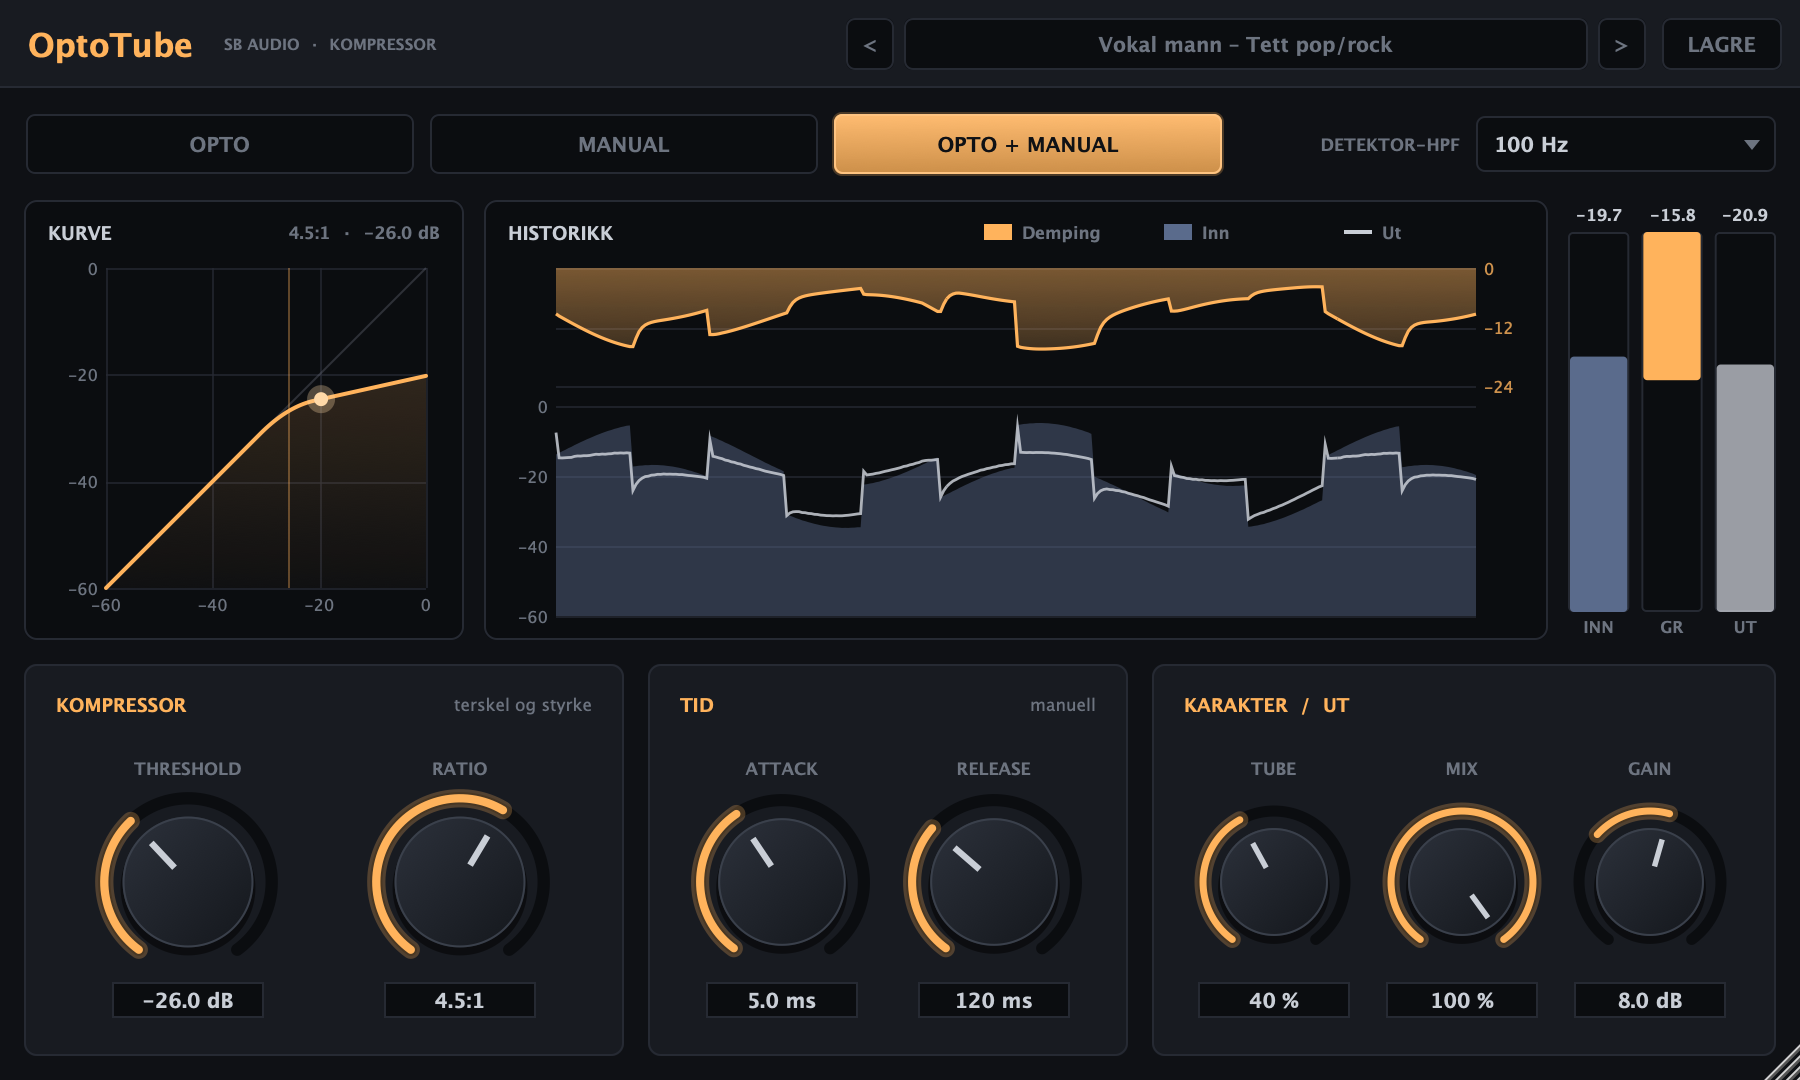 OptoTube SB AUDIO · KOMPRESSOR < Vokal mann – Tett pop/rock > LAGRE
OPTO MANUAL OPTO + MANUAL DETEKTOR-HPF 100 Hz
KURVE 4.5:1 · -26.0 dB
0
-20
-40
-60
-60 -40 -20 0
HISTORIKK Demping Inn Ut
0
-12
-24
0
-20
-40
-60
-19.7 -15.8 -20.9
INN GR UT
KOMPRESSOR terskel og styrke
THRESHOLD RATIO
-26.0 dB 4.5:1
TID manuell
ATTACK RELEASE
5.0 ms 120 ms
KARAKTER / UT
TUBE MIX GAIN
40 % 100 % 8.0 dB